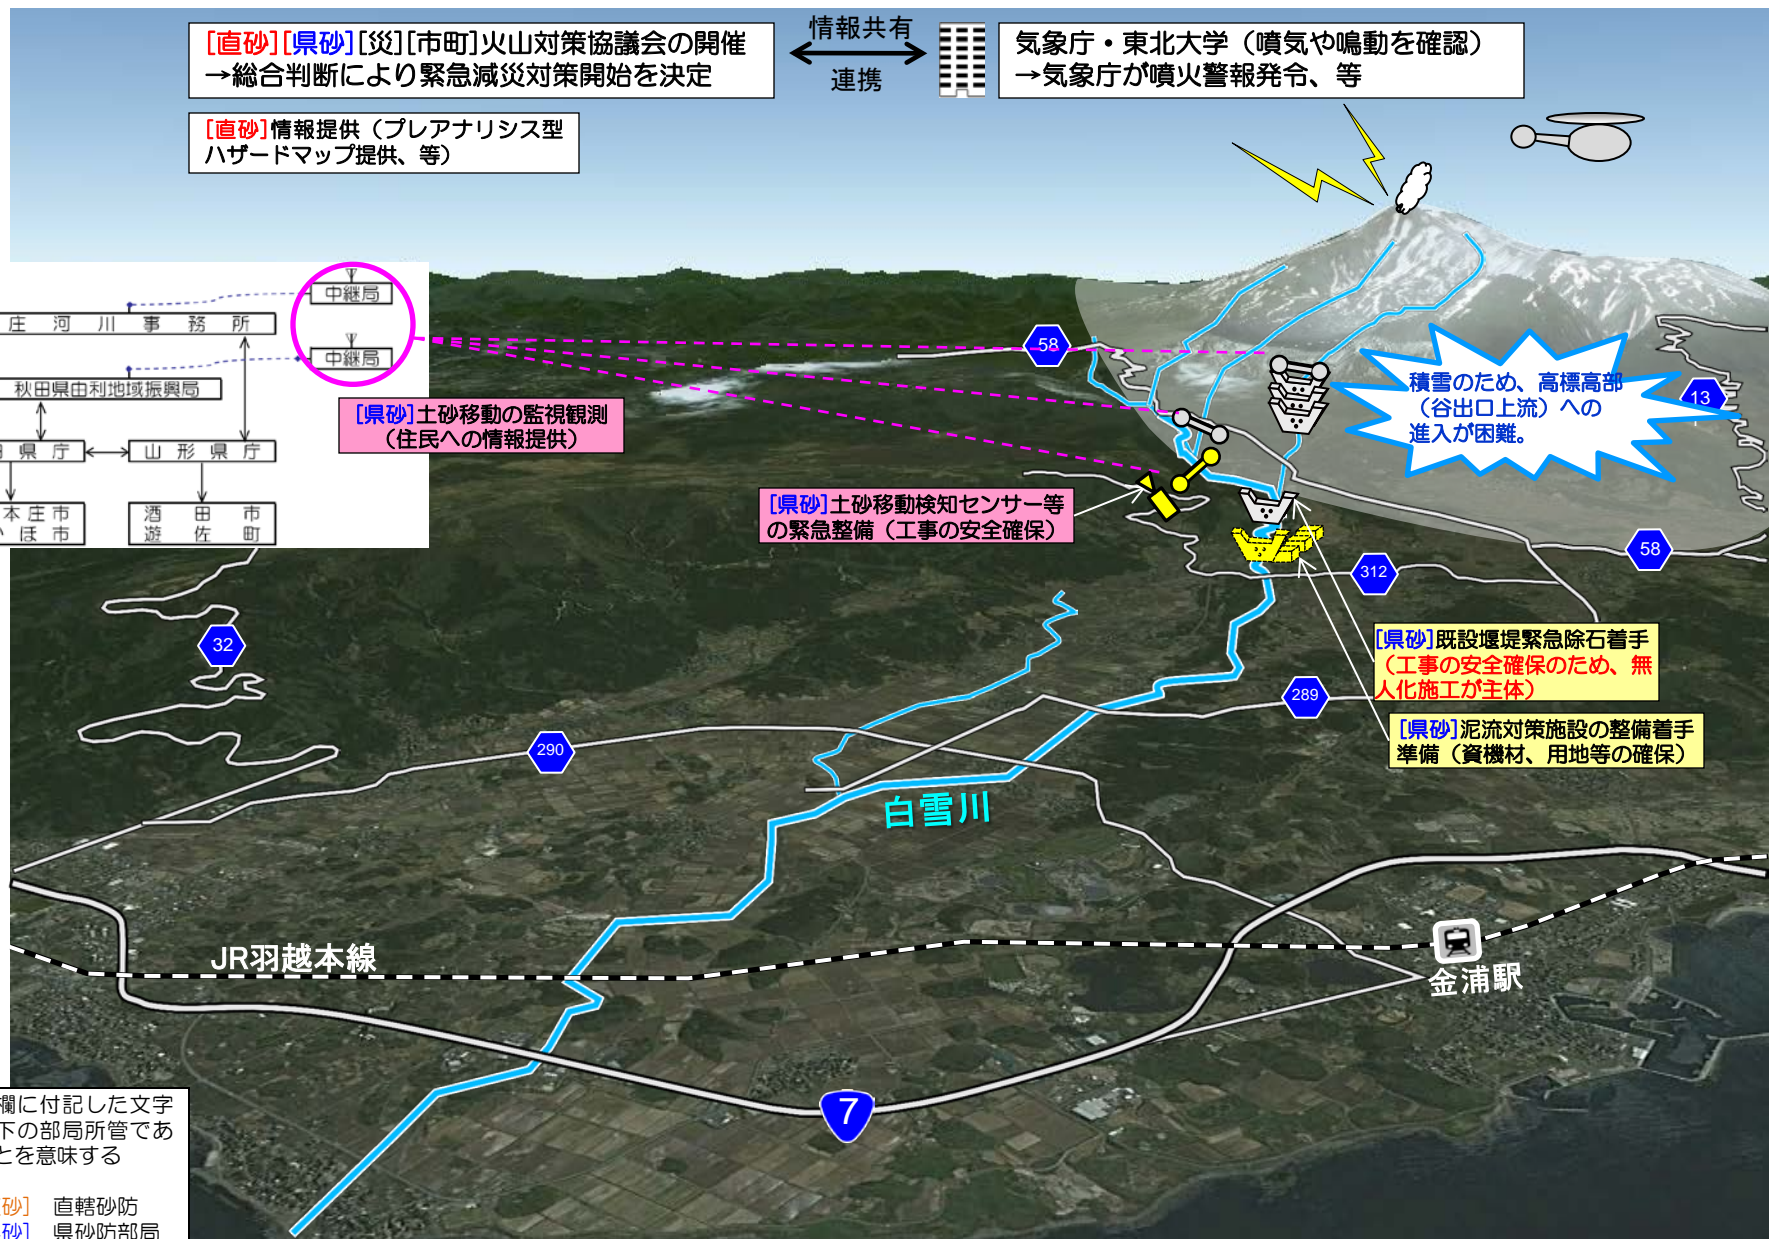 [直砂][県砂][災][市町]火山対策協議会の開催
→総合判断により緊急減災対策開始を決定
情報共有
連携
気象庁・東北大学（噴気や鳴動を確認）
→気象庁が噴火警報発令、等
[直砂]情報提供（プレアナリシス型
ハザードマップ提供、等）
中継局
庄河川事務所
中継局
秋田県由利地域振興局
県庁
山形県庁
本庄市
ほ市
酒田市
遊佐町
[県砂]土砂移動の監視観測
（住民への情報提供）
58
積雪のため、高標高部
（谷出口上流）への
進入が困難。
13
[県砂]土砂移動検知センサー等
の緊急整備（工事の安全確保）
58
312
32
[県砂]既設堰堤緊急除石着手
（工事の安全確保のため、無
人化施工が主体）
289
[県砂]泥流対策施設の整備着手
準備（資機材、用地等の確保）
290
白雪川
JR羽越本線
金浦駅
7
欄に付記した文字
下の部局所管であ
とを意味する
砂] 直轄砂防
砂] 県砂防部局